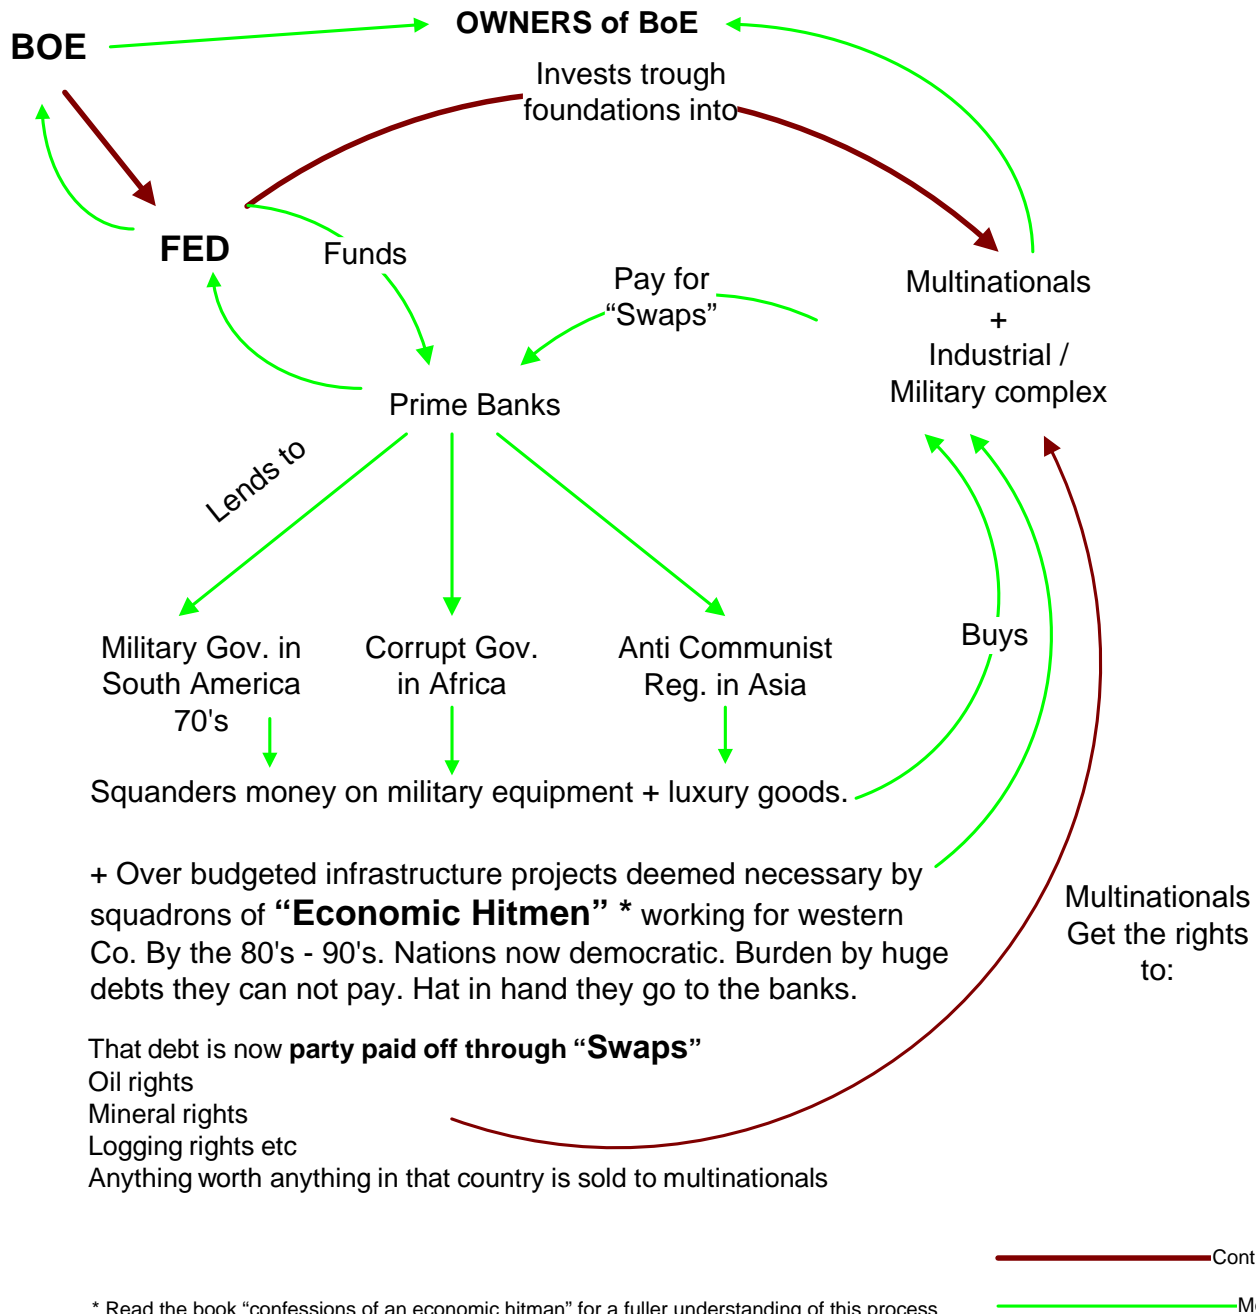 OWNERS of BoE
BOE
Invests trough
foundations into
FED
Funds
Pay for
“Swaps”
Multinationals
+
Industrial /
Military complex
Prime Banks
Lends to
Military Gov. in
South America
70's
Corrupt Gov.
in Africa
Anti Communist
Reg. in Asia
Buys
Squanders money on military equipment + luxury goods.
+ Over budgeted infrastructure projects deemed necessary by
squadrons of “Economic Hitmen” * working for western
Co. By the 80's - 90's. Nations now democratic. Burden by huge
debts they can not pay. Hat in hand they go to the banks.
Multinationals
Get the rights
to:
That debt is now party paid off through “Swaps”
Oil rights
Mineral rights
Logging rights etc
Anything worth anything in that country is sold to multinationals
Cont
* Read the book “confessions of an economic hitman” for a fuller understanding of this process